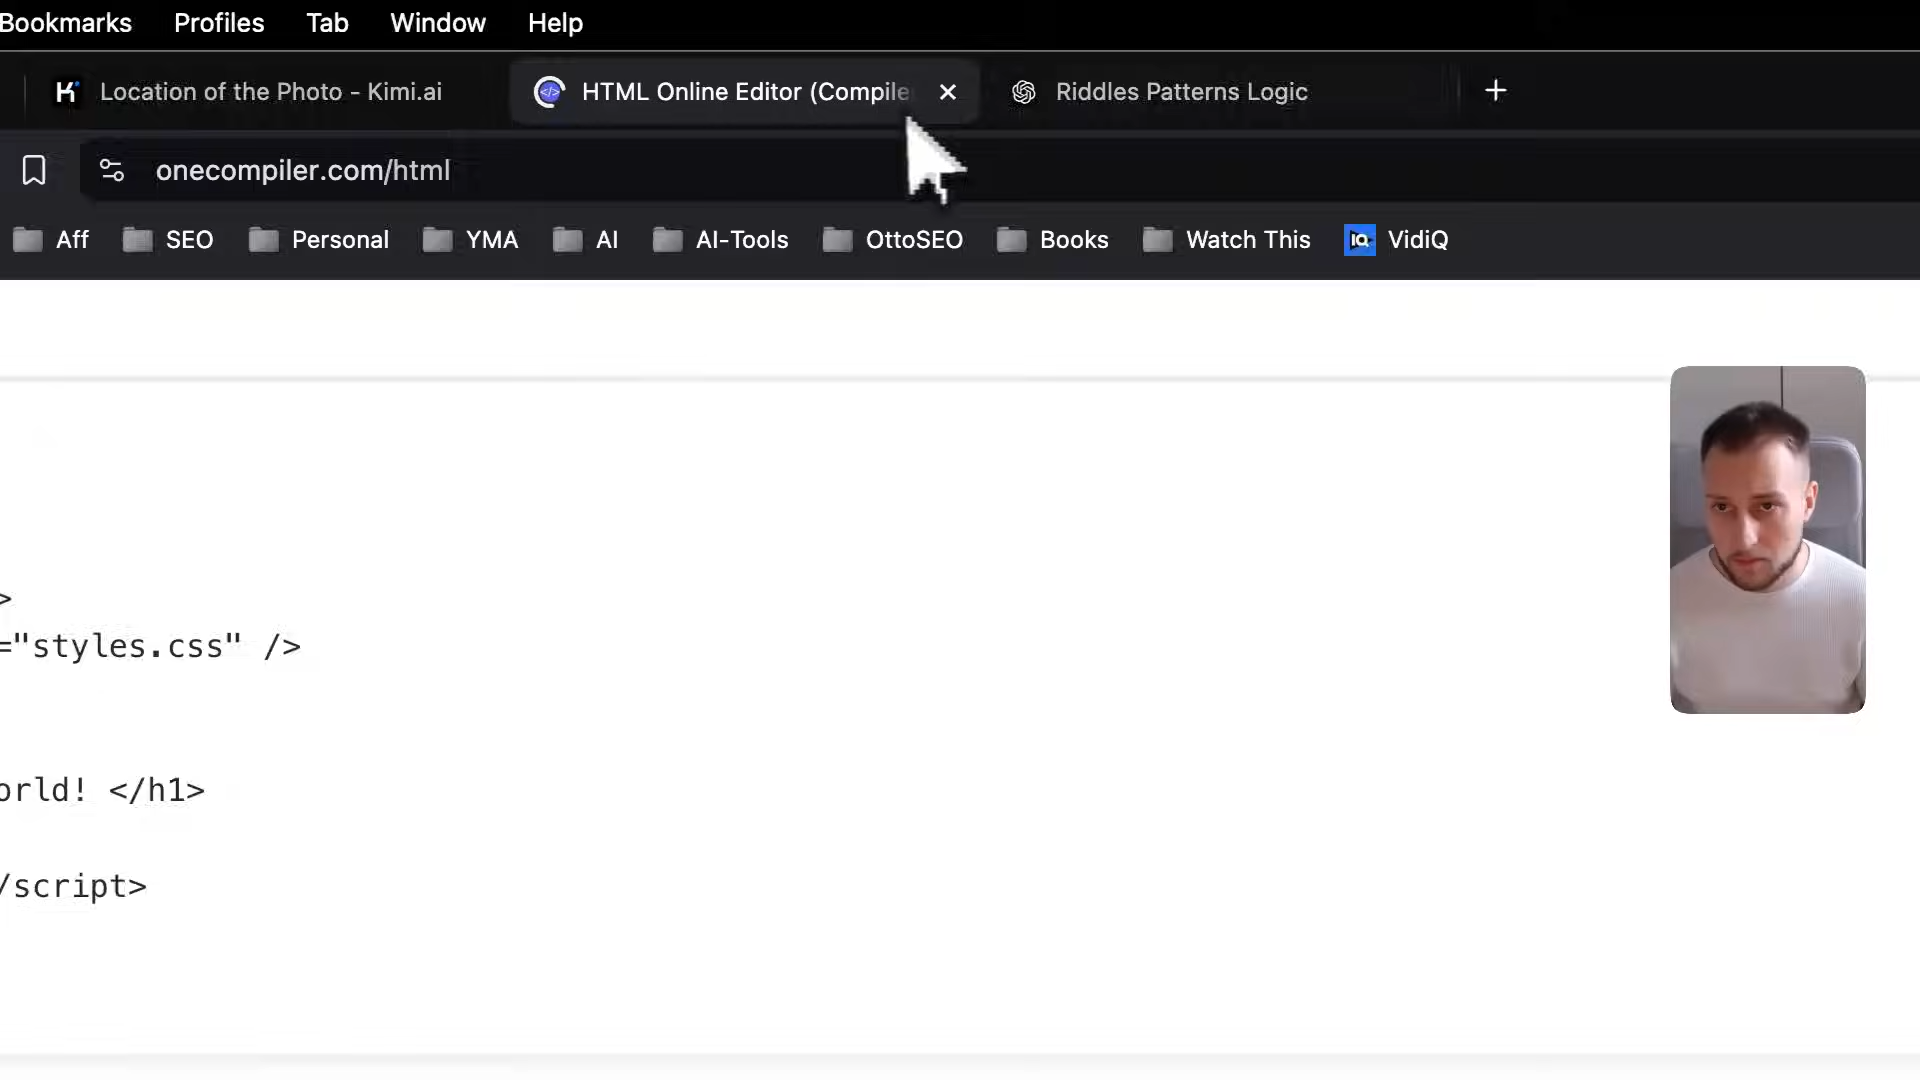 Bookmarks Profiles Tab Window Help
Location of the Photo - Kimi.ai HTML Online Editor (Compile Riddles Patterns Logic
onecompiler.com/html
Aff SEO Personal YMA AI AI-Tools OttoSEO Books Watch This VidiQ
>
="styles.css" />
orld! </h1>
/script>